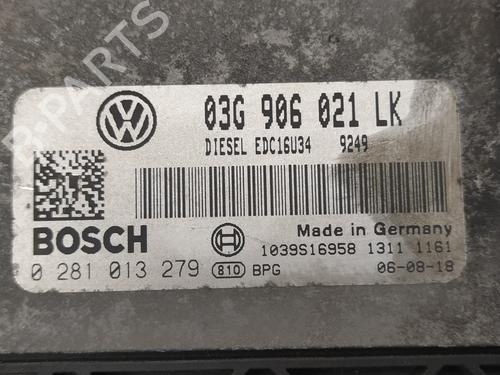 03G 906 021 LK
DIESEL EDC16U34 9249
BOSCH
Made in Germany
1039S16958 1311 1161
0 281 013 279 810 BPG 06-08-18
B-PARTS